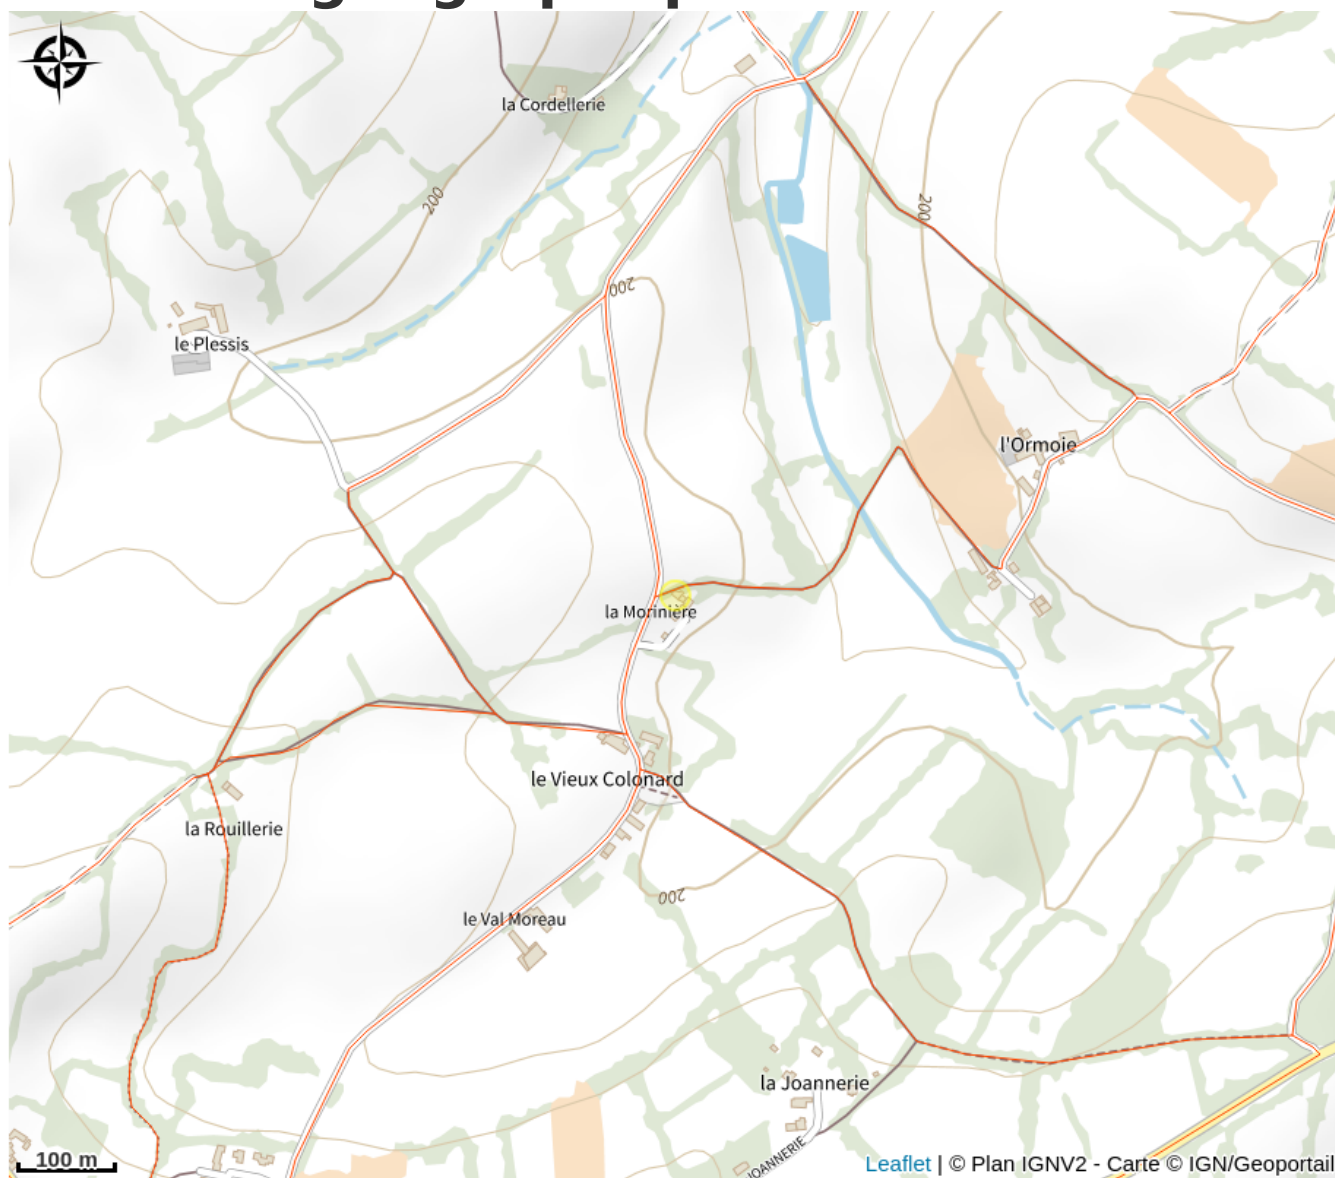 la Cordellerie
200
200
200
le Plessis
l'Ormoie
la Morinière
le Vieux Colonard
la Rouillerie
200
le Val Moreau
la Joannerie
JOANNERIE
100 m
Leaflet | © Plan IGNV2 - Carte © IGN/Geoportail